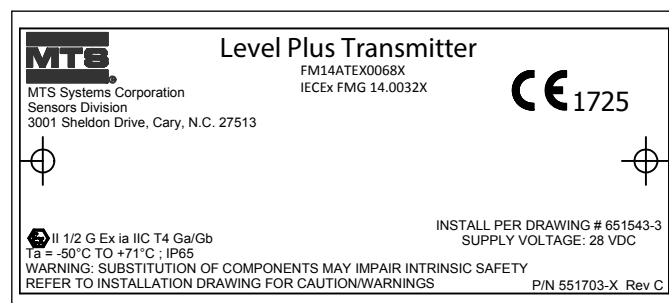 MTS
Level Plus Transmitter
FM14ATEX0068X
IECEx FMG 14.0032X
MTS Systems Corporation
Sensors Division
3001 Sheldon Drive, Cary, N.C. 27513
CE 1725
Ex II 1/2 G Ex ia IIC T4 Ga/Gb
Ta = -50°C TO +71°C ; IP65
INSTALL PER DRAWING # 651543-3
SUPPLY VOLTAGE: 28 VDC
WARNING: SUBSTITUTION OF COMPONENTS MAY IMPAIR INTRINSIC SAFETY
REFER TO INSTALLATION DRAWING FOR CAUTION/WARNINGS
P/N 551703-X Rev C